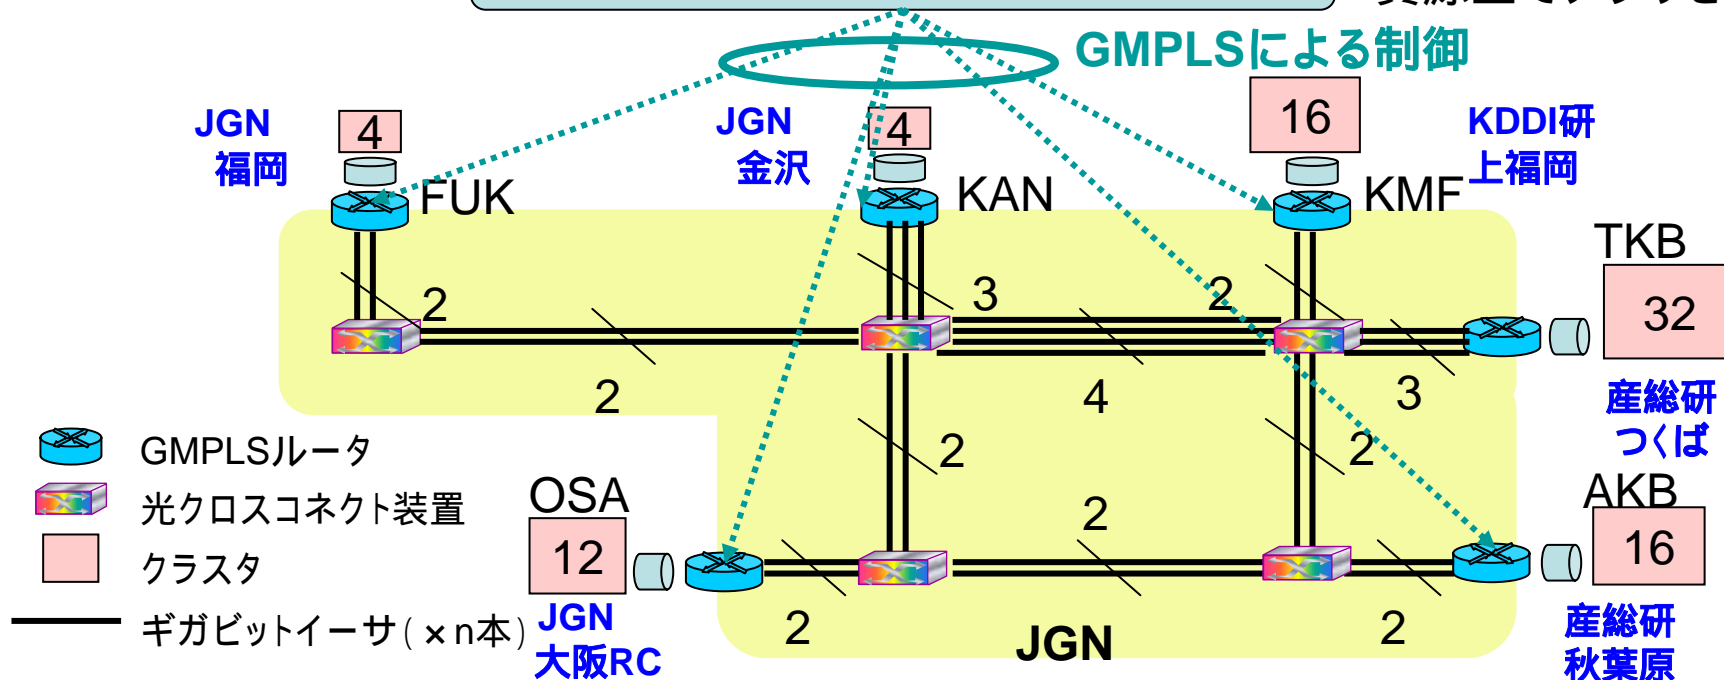 GMPLSによる制御
JGN
福岡
4
FUK
JGN
金沢
4
KAN
16
KMF
KDDI研
上福岡
TKB
32
産総研
つくば
2
3
2
2
4
3
2
2
2
2
2
GMPLSルータ
光クロスコネクト装置
クラスタ
ギガビットイーサ(×n本)
OSA
12
JGN
大阪RC
JGN
AKB
16
産総研
秋葉原